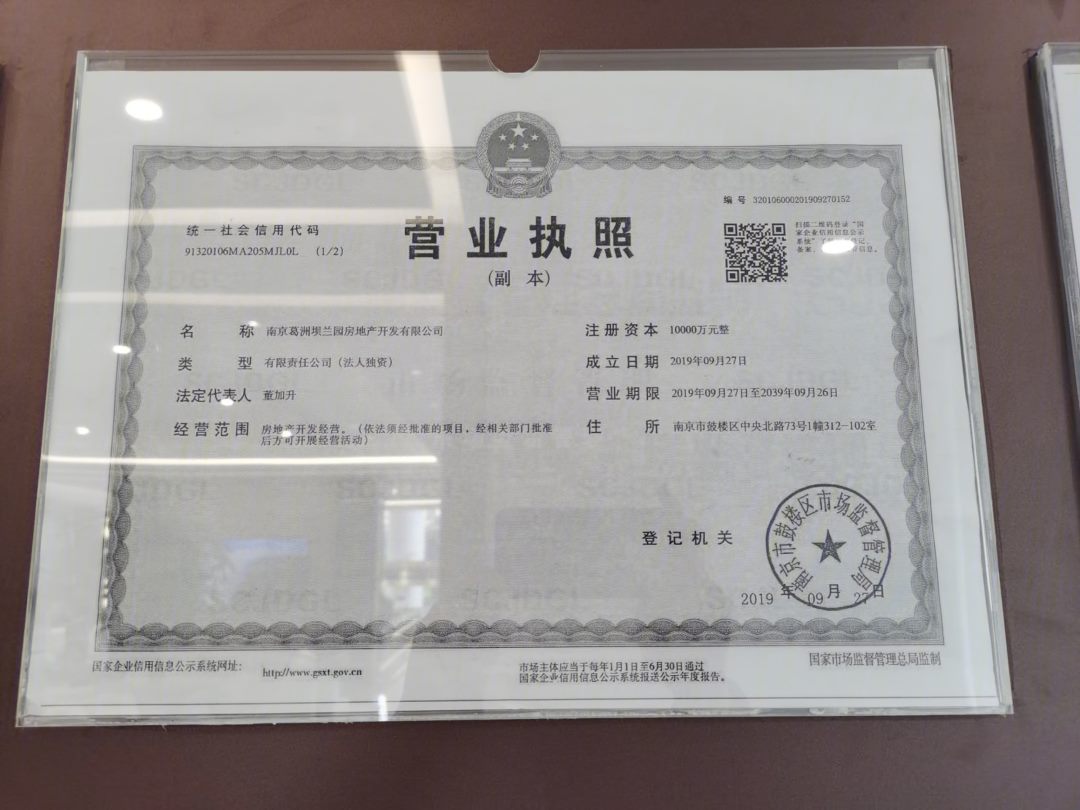 编号 320106000201909270152
统一社会信用代码
91320106MA205MJL0L (1/2)
营业执照
(副 本)
扫描二维码登录"国
家企业信用信息公示
系统"
名 称 南京葛洲坝兰园房地产开发有限公司
类 型 有限责任公司（法人独资）
法定代表人 董加升
经营范围 房地产开发经营。（依法须经批准的项目，经相关部门批准
后方可开展经营活动）
注册资本 10000万元整
成立日期 2019年09月27日
营业期限 2019年09月27日至2039年09月26日
住 所 南京市鼓楼区中央北路73号1幢312-102室
登记机关
南京市鼓楼区市场监督管理局
2019 年 09 月 27 日
国家企业信用信息公示系统网址：
http://www.gsxt.gov.cn
市场主体应当于每年1月1日至6月30日通过
国家企业信用信息公示系统报送公示年度报告。
国家市场监督管理总局监制